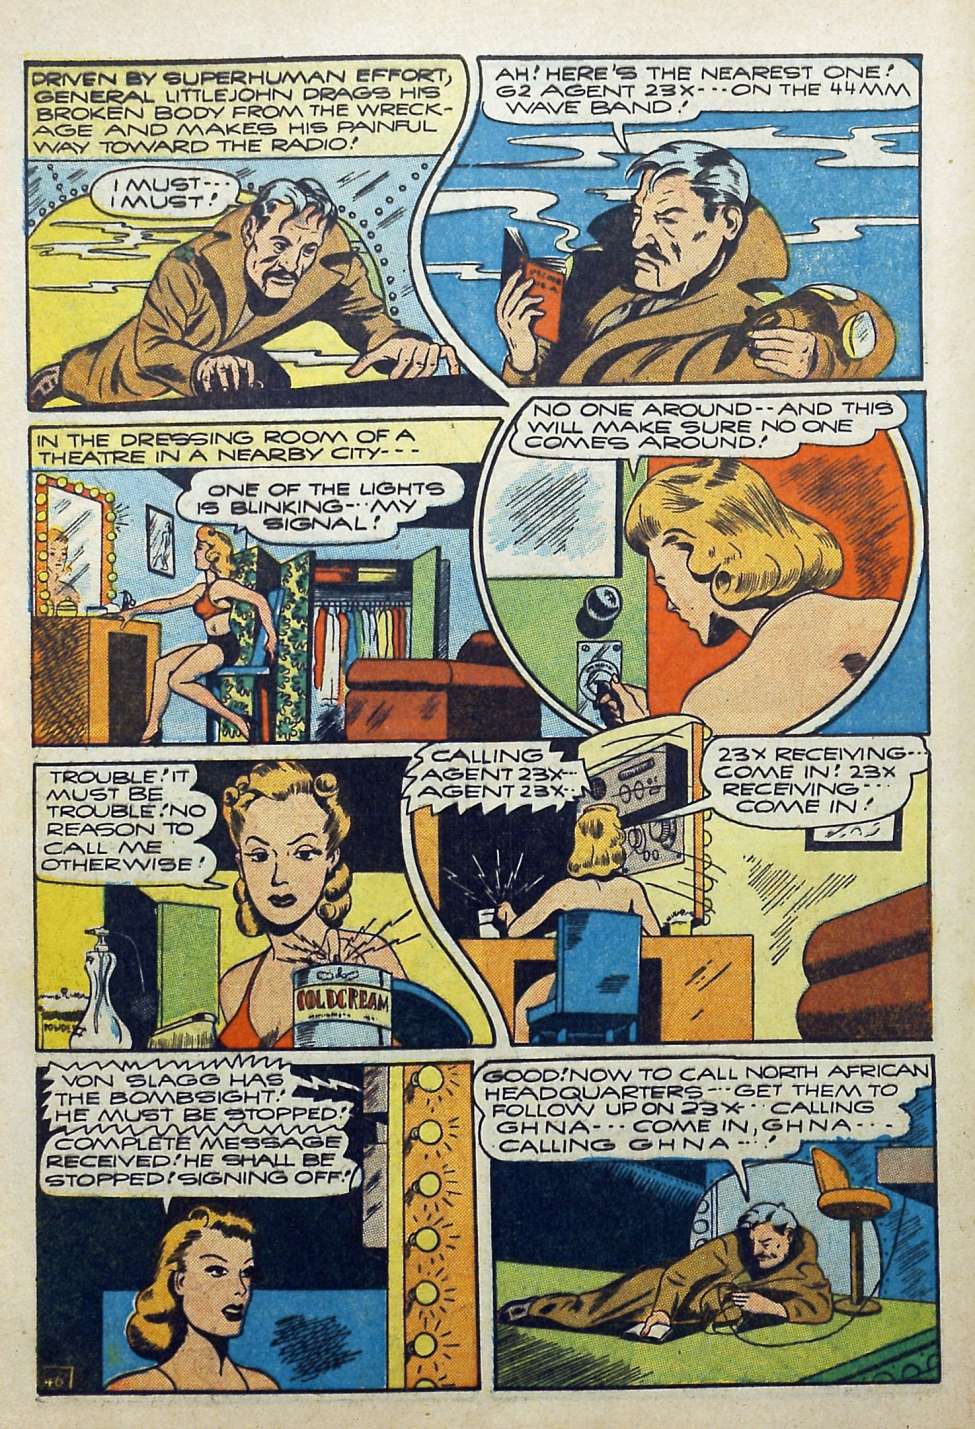 DRIVEN BY SUPERHUMAN EFFORT,
GENERAL LITTLEJOHN DRAGS HIS
BROKEN BODY FROM THE WRECK-
AGE AND MAKES HIS PAINFUL
WAY TOWARD THE RADIO!
I MUST---
I MUST!
AH! HERE'S THE NEAREST ONE!
G2 AGENT 23X---ON THE 44MM
WAVE BAND!
IN THE DRESSING ROOM OF A
THEATRE IN A NEARBY CITY---
ONE OF THE LIGHTS
IS BLINKING--MY
SIGNAL!
NO ONE AROUND--AND THIS
WILL MAKE SURE NO ONE
COMES AROUND!
TROUBLE! IT
MUST BE
TROUBLE! NO
REASON TO
CALL ME
OTHERWISE!
COLDCREAM
POWDER
CALLING
AGENT 23X---
AGENT 23X--
23X RECEIVING---
COME IN! 23X
RECEIVING---
COME IN!
VON SLAGG HAS
THE BOMBSIGHT!
HE MUST BE STOPPED!
COMPLETE MESSAGE
RECEIVED! HE SHALL BE
STOPPED! SIGNING OFF!
GOOD! NOW TO CALL NORTH AFRICAN
HEADQUARTERS---GET THEM TO
FOLLOW UP ON 23X---CALLING
GHNA---COME IN, GHNA---
CALLING GHNA---!
46